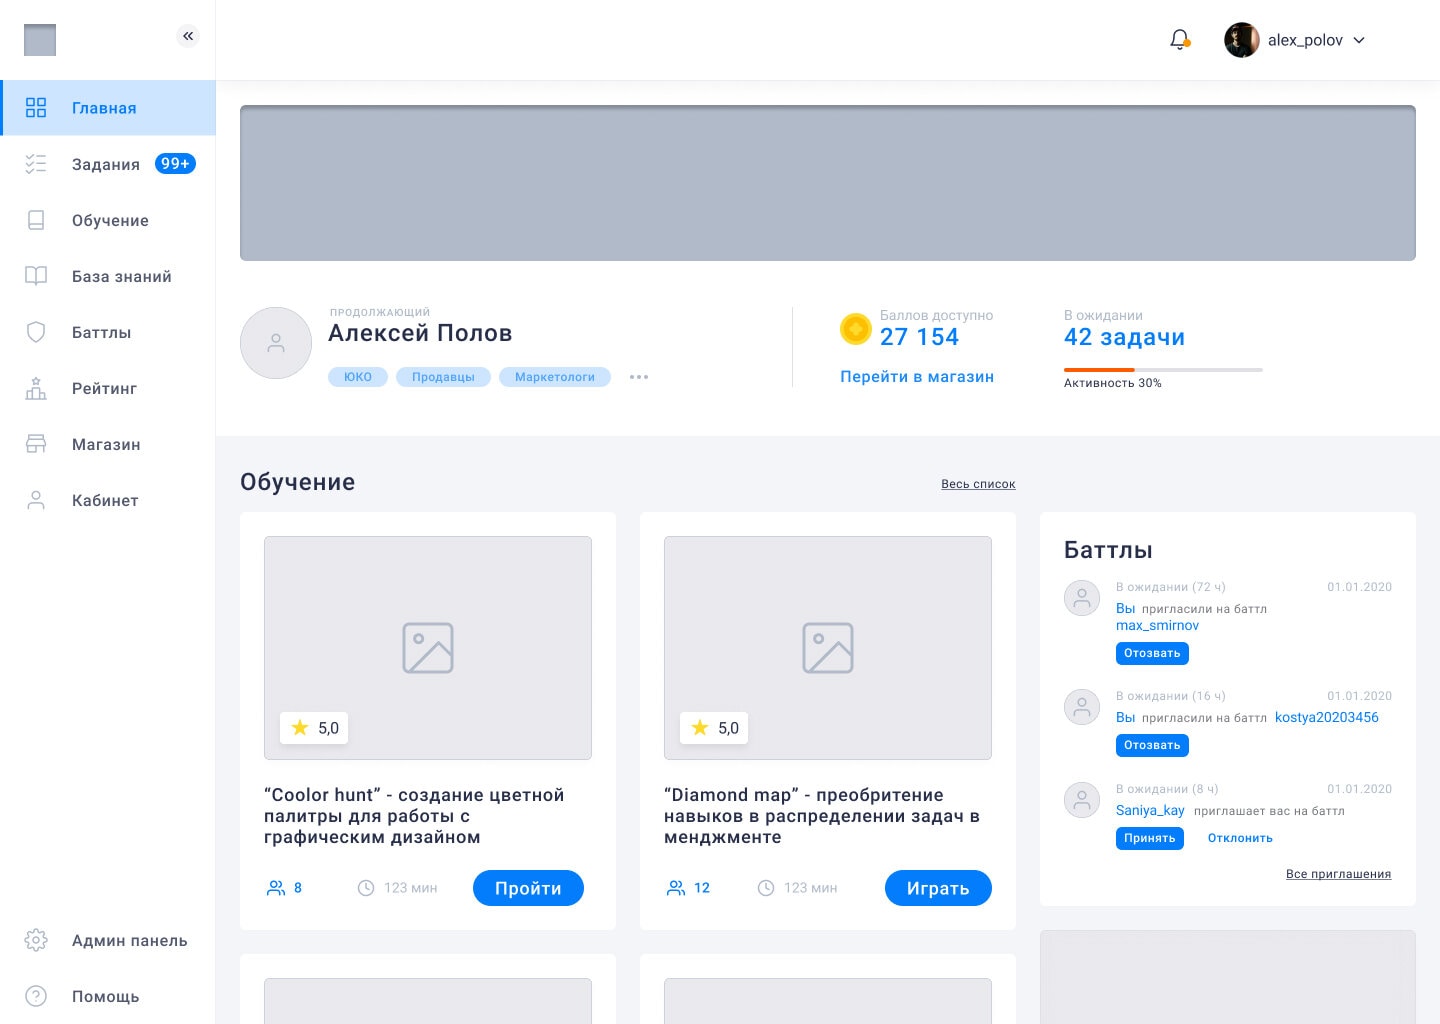 alex_polov
Главная
Задания 99+
Обучение
База знаний
Баттлы
Рейтинг
Магазин
Кабинет
Админ панель
Помощь
ПРОДОЛЖАЮЩИЙ
Алексей Полов
ЮКО Продавцы Маркетологи
Баллов доступно
27 154
Перейти в магазин
В ожидании
42 задачи
Активность 30%
Обучение
Весь список
5,0
“Coolor hunt” - создание цветной
палитры для работы с
графическим дизайном
8 123 мин Пройти
5,0
“Diamond map” - преобритение
навыков в распределении задач в
менджменте
12 123 мин Играть
Баттлы
В ожидании (72 ч) 01.01.2020
Вы пригласили на баттл
max_smirnov
Отозвать
В ожидании (16 ч) 01.01.2020
Вы пригласили на баттл kostya20203456
Отозвать
В ожидании (8 ч) 01.01.2020
Saniya_kay приглашает вас на баттл
Принять Отклонить
Все приглашения